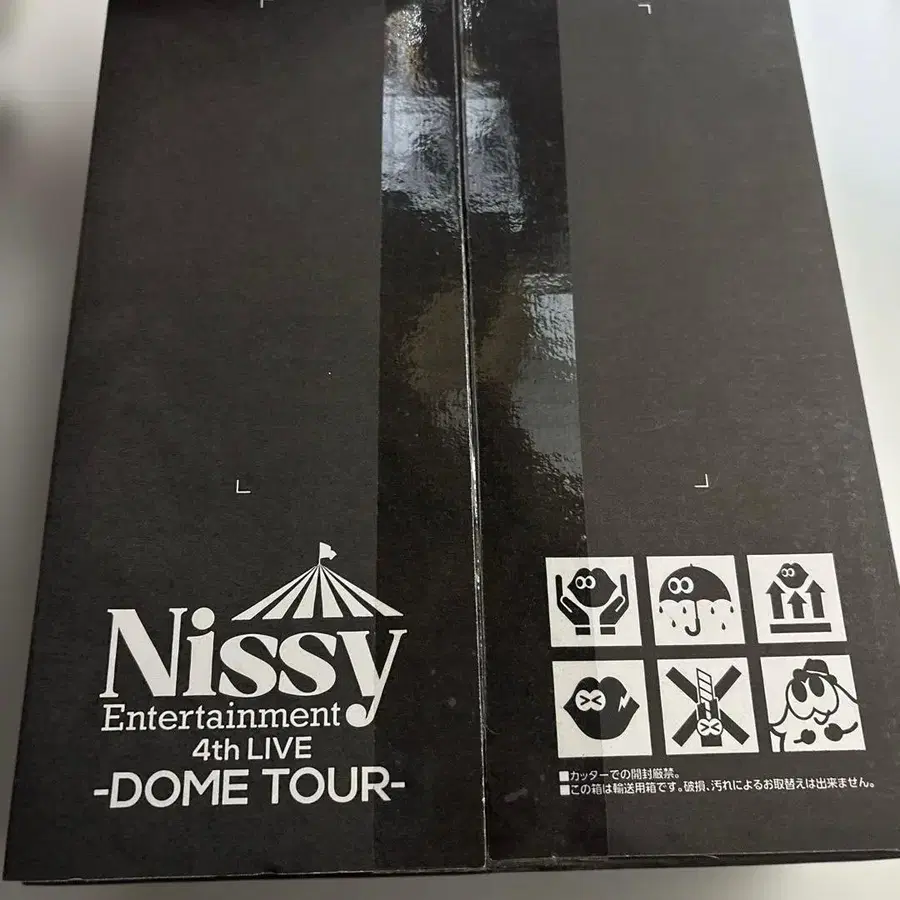 Nissy
Entertainment
4th LIVE
-DOME TOUR-
■カッターでの開封厳禁。
■この箱は輸送用箱です。破損、汚れによるお取替えは出来ません。